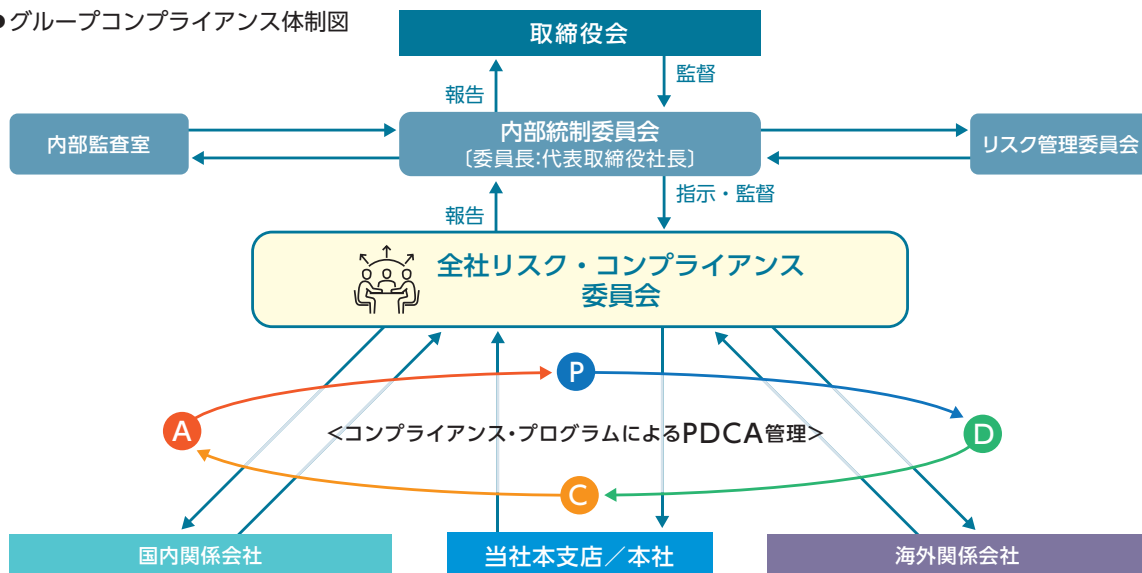 ●グループコンプライアンス体制図
取締役会
報告
監督
内部監査室
内部統制委員会
〔委員長:代表取締役社長〕
リスク管理委員会
報告
指示・監督
全社リスク・コンプライアンス
委員会
P
A
<コンプライアンス・プログラムによるPDCA管理>
D
C
国内関係会社
当社本支店／本社
海外関係会社